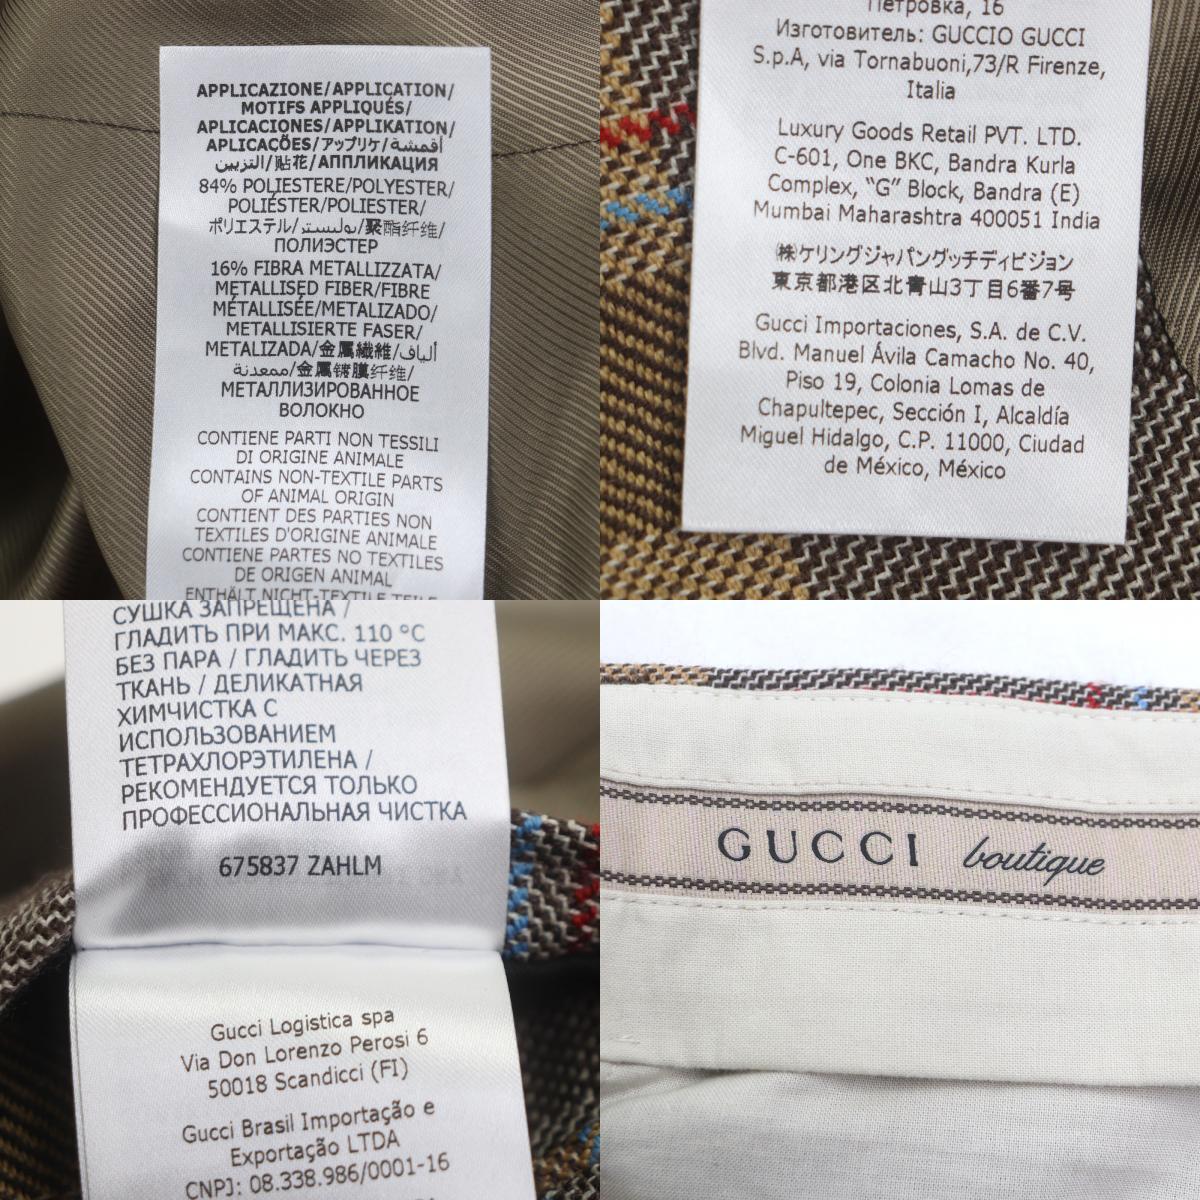 APPLICAZIONE/APPLICATION/
MOTIFS APPLIQUÉS/
APLICACIONES/APPLIKATION/
APLICAÇÕES/アップリケ/أقمشة
التزيين/贴花/АППЛИКАЦИЯ
84% POLIESTERE/POLYESTER/
POLIÉSTER/POLIESTER/
ポリエステル/بوليستر/聚酯纤维/
ПОЛИЭСТЕР
16% FIBRA METALLIZZATA/
METALLISED FIBER/FIBRE
MÉTALLISÉE/METALIZADO/
METALLISIERTE FASER/
METALIZADA/金属繊維/ألياف
ممعدنة/金属镀膜纤维/
МЕТАЛЛИЗИРОВАННОЕ
ВОЛОКНО
CONTIENE PARTI NON TESSILI
DI ORIGINE ANIMALE
CONTAINS NON-TEXTILE PARTS
OF ANIMAL ORIGIN
CONTIENT DES PARTIES NON
TEXTILES D'ORIGINE ANIMALE
CONTIENE PARTES NO TEXTILES
DE ORIGEN ANIMAL
ENTHÄLT NICHT-TEXTILE TEILE
Петровка, 16
Изготовитель: GUCCIO GUCCI
S.p.A, via Tornabuoni,73/R Firenze,
Italia
Luxury Goods Retail PVT. LTD.
C-601, One BKC, Bandra Kurla
Complex, “G” Block, Bandra (E)
Mumbai Maharashtra 400051 India
㈱ケリングジャパングッチディビジョン
東京都港区北青山3丁目6番7号
Gucci Importaciones, S.A. de C.V.
Blvd. Manuel Ávila Camacho No. 40,
Piso 19, Colonia Lomas de
Chapultepec, Sección I, Alcaldía
Miguel Hidalgo, C.P. 11000, Ciudad
de México, México
СУШКА ЗАПРЕЩЕНА /
ГЛАДИТЬ ПРИ МАКС. 110 °C
БЕЗ ПАРА / ГЛАДИТЬ ЧЕРЕЗ
ТКАНЬ / ДЕЛИКАТНАЯ
ХИМЧИСТКА С
ИСПОЛЬЗОВАНИЕМ
ТЕТРАХЛОРЭТИЛЕНА /
РЕКОМЕНДУЕТСЯ ТОЛЬКО
ПРОФЕССИОНАЛЬНАЯ ЧИСТКА
675837 ZAHLM
Gucci Logistica spa
Via Don Lorenzo Perosi 6
50018 Scandicci (FI)
Gucci Brasil Importação e
Exportação LTDA
CNPJ: 08.338.986/0001-16
GUCCI boutique